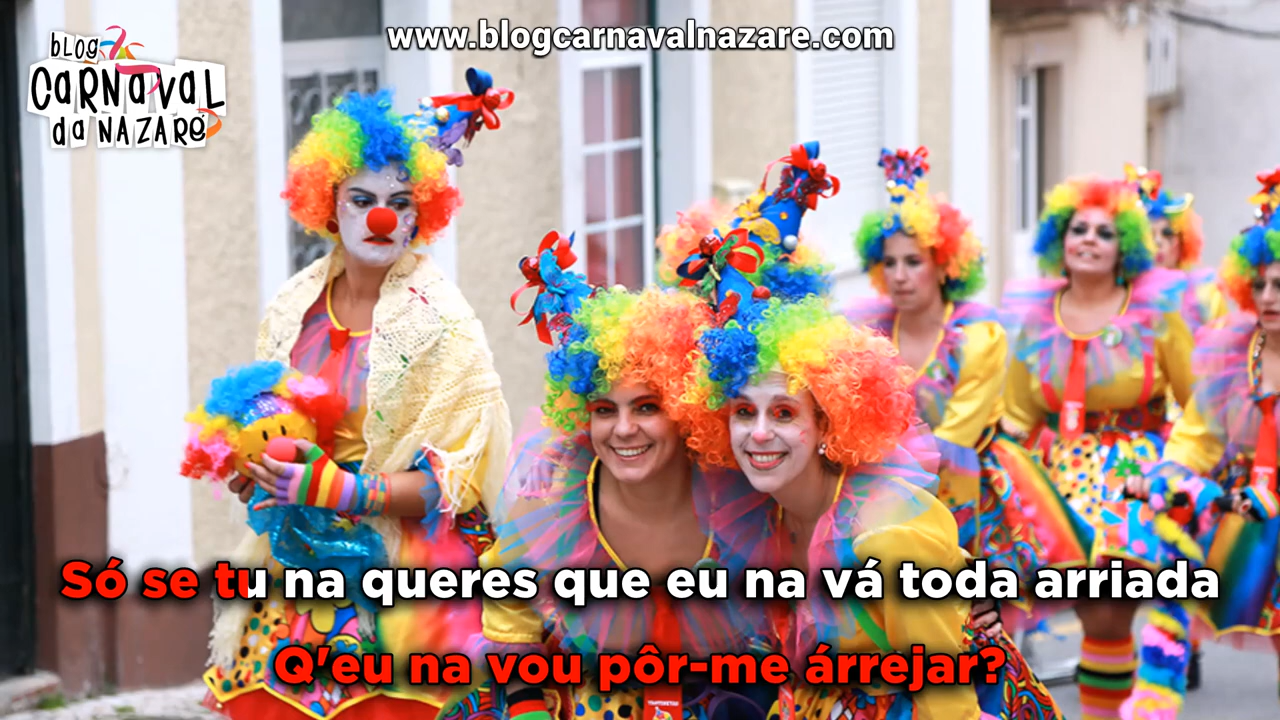 www.blogcarnavalnazare.com
blog
CARNAVAL
da NAZARÉ
Só se tu na queres que eu na vá toda arriada
Q'eu na vou pôr-me árrejar?